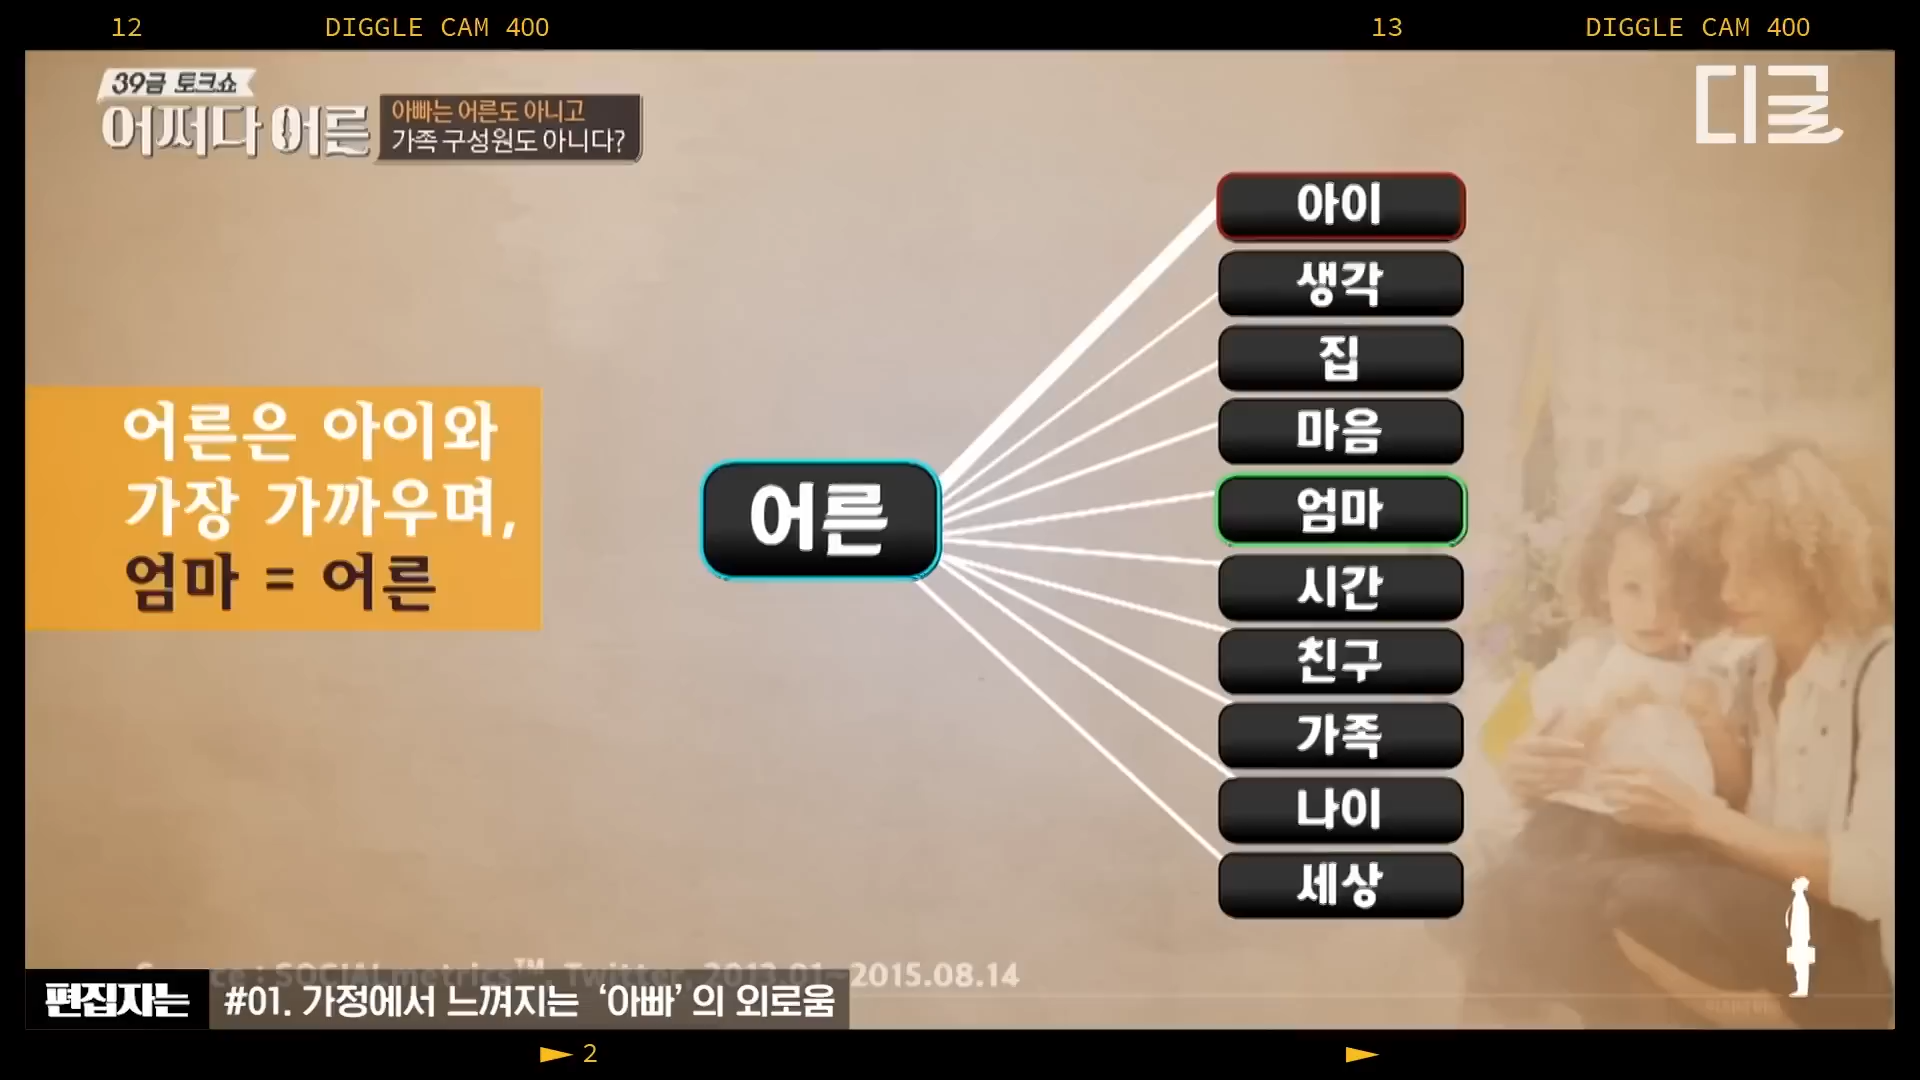 12
DIGGLE CAM 400
13
DIGGLE CAM 400
39금 토크쇼
어쩌다 어른
아빠는 어른도 아니고
가족 구성원도 아니다?
디글
어른은 아이와
가장 가까우며,
엄마 = 어른
어른
아이
생각
집
마음
엄마
시간
친구
가족
나이
세상
Source : SOCIALmetrics™ Twitter, 2013.01~2015.08.14
편집자는
#01. 가정에서 느껴지는 ‘아빠’의 외로움
2